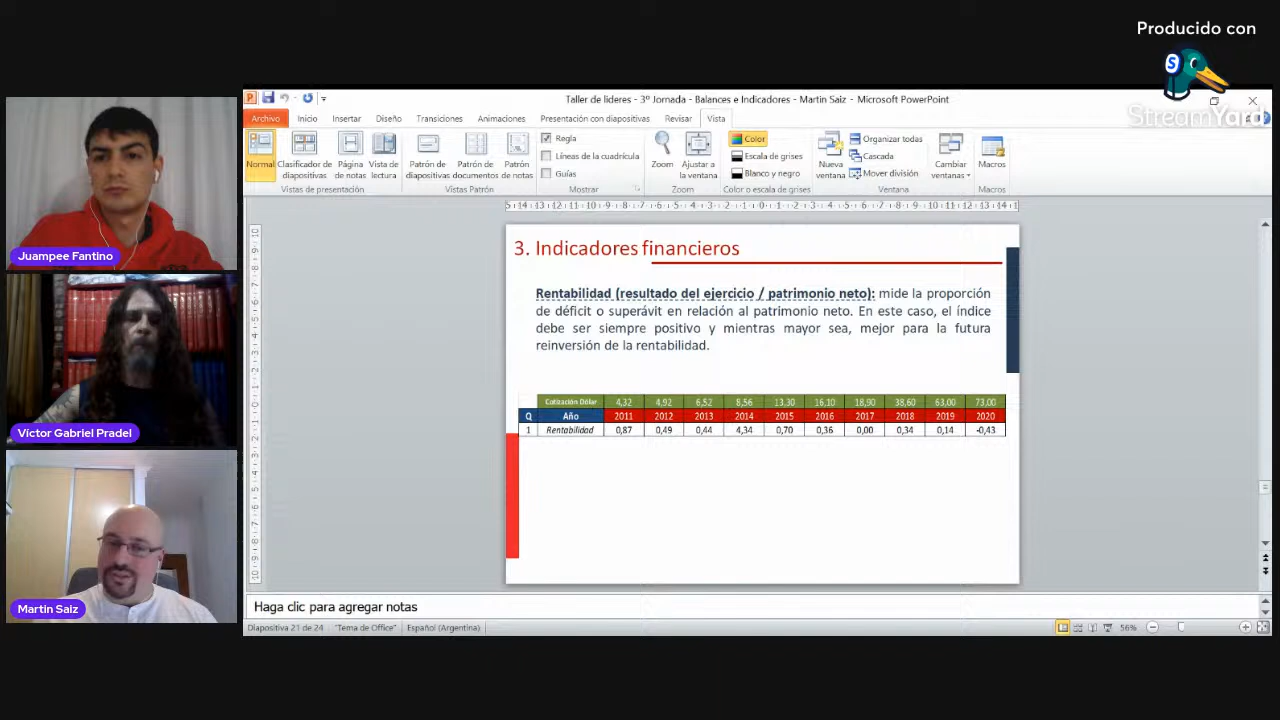 Producido con
StreamYard
Taller de lideres - 3º Jornada - Balances e Indicadores - Martin Saiz - Microsoft PowerPoint
Archivo Inicio Insertar Diseño Transiciones Animaciones Presentación con diapositivas Revisar Vista
Normal Clasificador de diapositivas Página de notas Vista de lectura
Patrón de diapositivas Patrón de documentos Patrón de notas
Regla
Líneas de la cuadrícula
Guías
Zoom Ajustar a la ventana
Color
Escala de grises
Blanco y negro
Nueva ventana
Organizar todas
Cascada
Mover división
Cambiar ventanas
Macros
Vistas de presentación Vistas Patrón Mostrar Zoom Color o escala de grises Ventana Macros
3. Indicadores financieros
Rentabilidad (resultado del ejercicio / patrimonio neto): mide la proporción
de déficit o superávit en relación al patrimonio neto. En este caso, el índice
debe ser siempre positivo y mientras mayor sea, mejor para la futura
reinversión de la rentabilidad.
Cotización Dólar 4,32 4,92 6,52 8,56 13,30 16,10 18,90 38,60 63,00 73,00
Q Año 2011 2012 2013 2014 2015 2016 2017 2018 2019 2020
1 Rentabilidad 0,87 0,49 0,44 4,34 0,70 0,36 0,00 0,34 0,14 -0,43
Haga clic para agregar notas
Diapositiva 21 de 24 "Tema de Office" Español (Argentina) 56%
Juampee Fantino
Víctor Gabriel Pradel
Martin Saiz